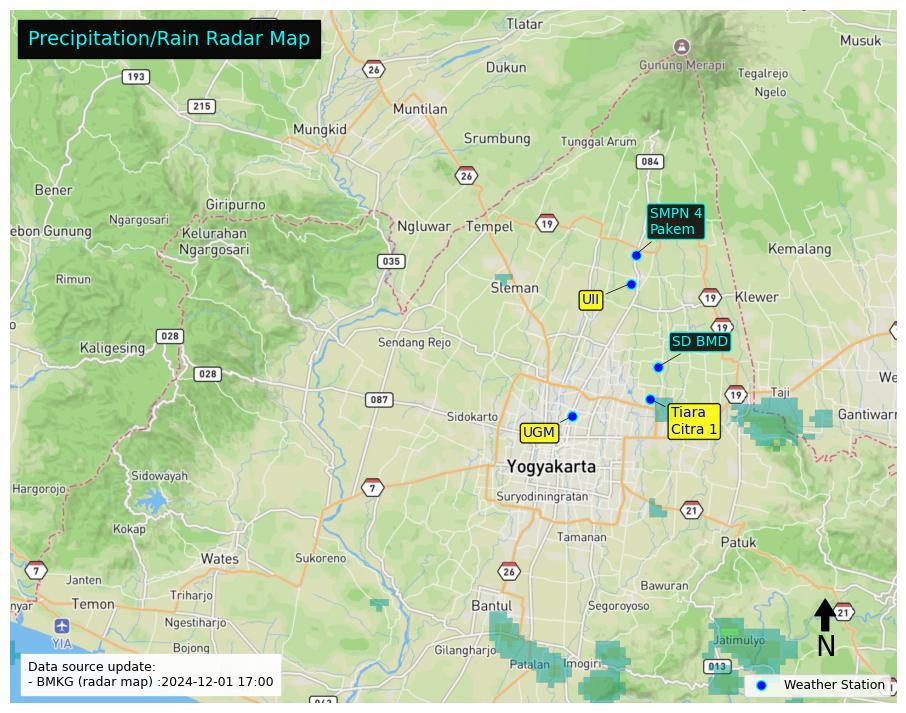 Precipitation/Rain Radar Map
Tlatar
Musuk
26
Dukun
Gunung Merapi
Tegalrejo
193
Ngelo
215
Muntilan
Mungkid
Srumbung
Tunggal Arum
084
26
Bener
Ngargosari
Giripurno
SMPN 4
Pakem
Ngluwar
Tempel
19
ebon Gunung
Kelurahan
Ngargosari
Kemalang
035
Rimun
Sleman
UII
19
Klewer
19
028
Kaligesing
Sendang Rejo
SD BMD
028
We
087
19
Taji
Sidokarto
Tiara
Citra 1
Gantiwarr
UGM
Yogyakarta
Sidowayah
Hargorojo
7
Suryodiningratan
21
Kokap
Tamanan
Patuk
Wates
Sukoreno
7
26
Janten
Bawuran
nyar
Temon
Triharjo
Bantul
Segoroyoso
21
Ngestiharjo
YIA
N
Jatimulyo
Bojong
Gilangharjo
Patalan
Imogiri
013
Data source update:
- BMKG (radar map) :2024-12-01 17:00
Weather Station